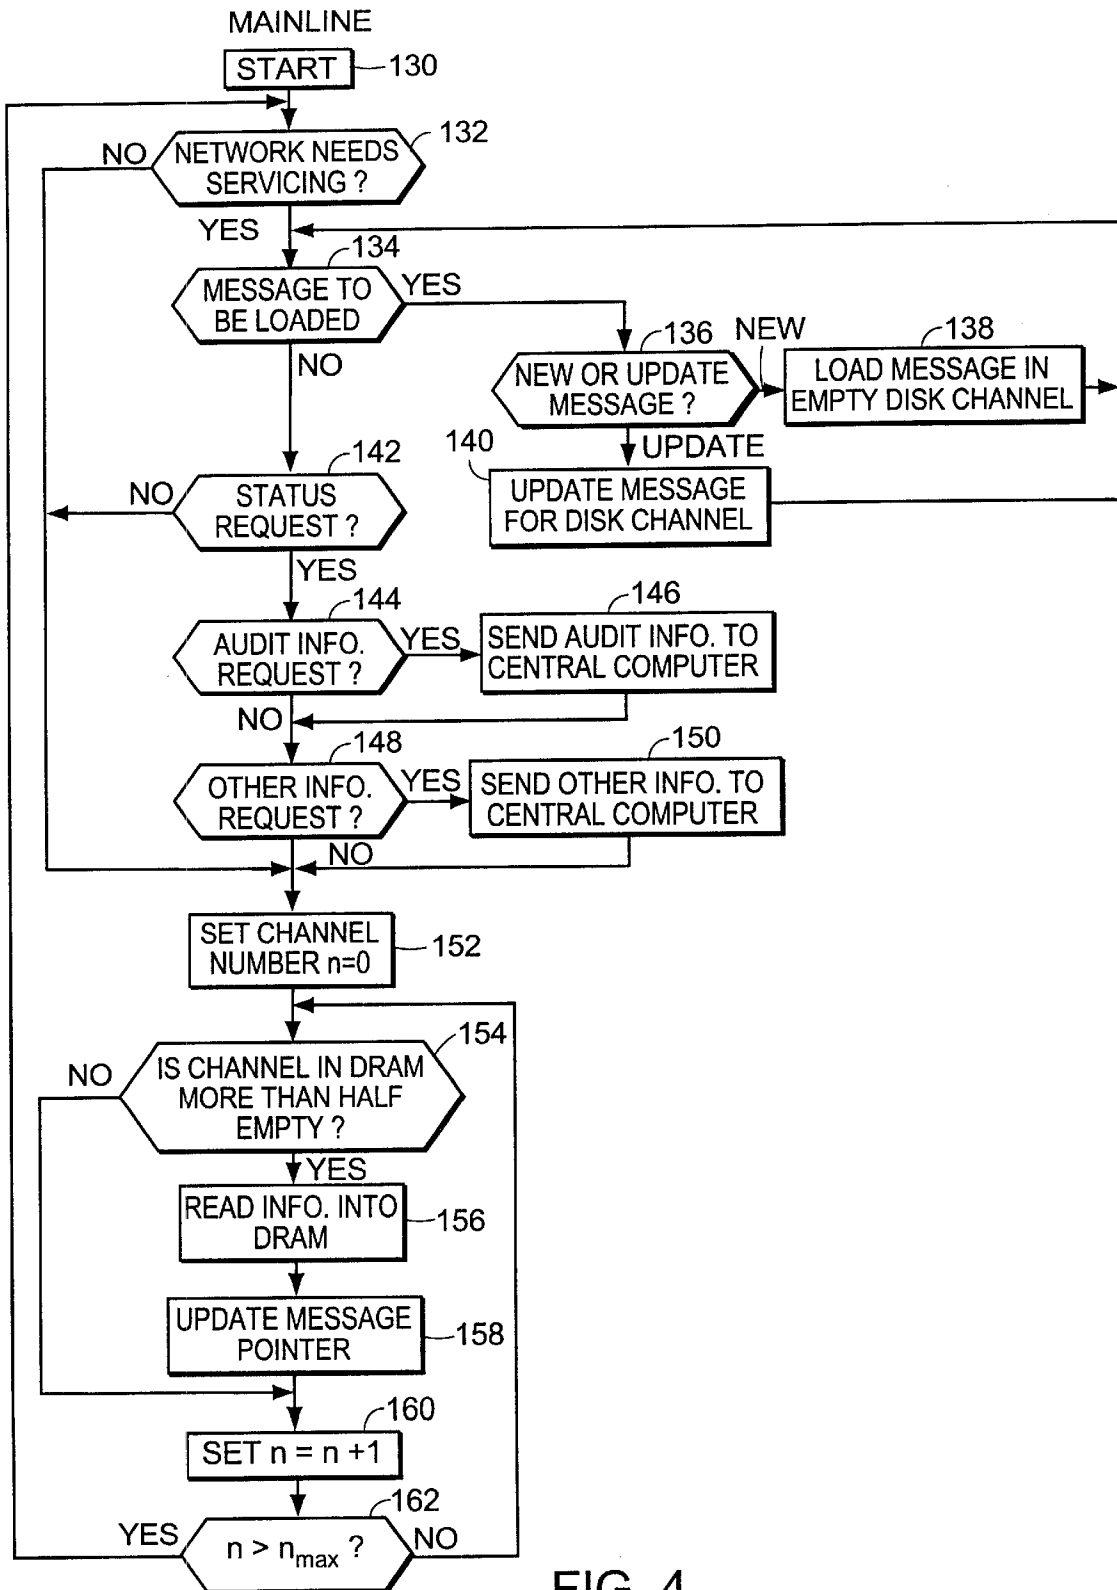 MAINLINE
START
130
132
NO
NETWORK NEEDS
SERVICING ?
YES
134
MESSAGE TO
BE LOADED
YES
NO
136
NEW
138
NEW OR UPDATE
MESSAGE ?
LOAD MESSAGE IN
EMPTY DISK CHANNEL
UPDATE
140
UPDATE MESSAGE
FOR DISK CHANNEL
142
NO
STATUS
REQUEST ?
YES
144
AUDIT INFO.
REQUEST ?
YES
146
SEND AUDIT INFO. TO
CENTRAL COMPUTER
NO
148
OTHER INFO.
REQUEST ?
YES
150
SEND OTHER INFO. TO
CENTRAL COMPUTER
NO
SET CHANNEL
NUMBER n=0
152
154
NO
IS CHANNEL IN DRAM
MORE THAN HALF
EMPTY ?
YES
READ INFO. INTO
DRAM
156
UPDATE MESSAGE
POINTER
158
160
SET n = n +1
162
YES
n > nmax ?
NO
FIG. 4